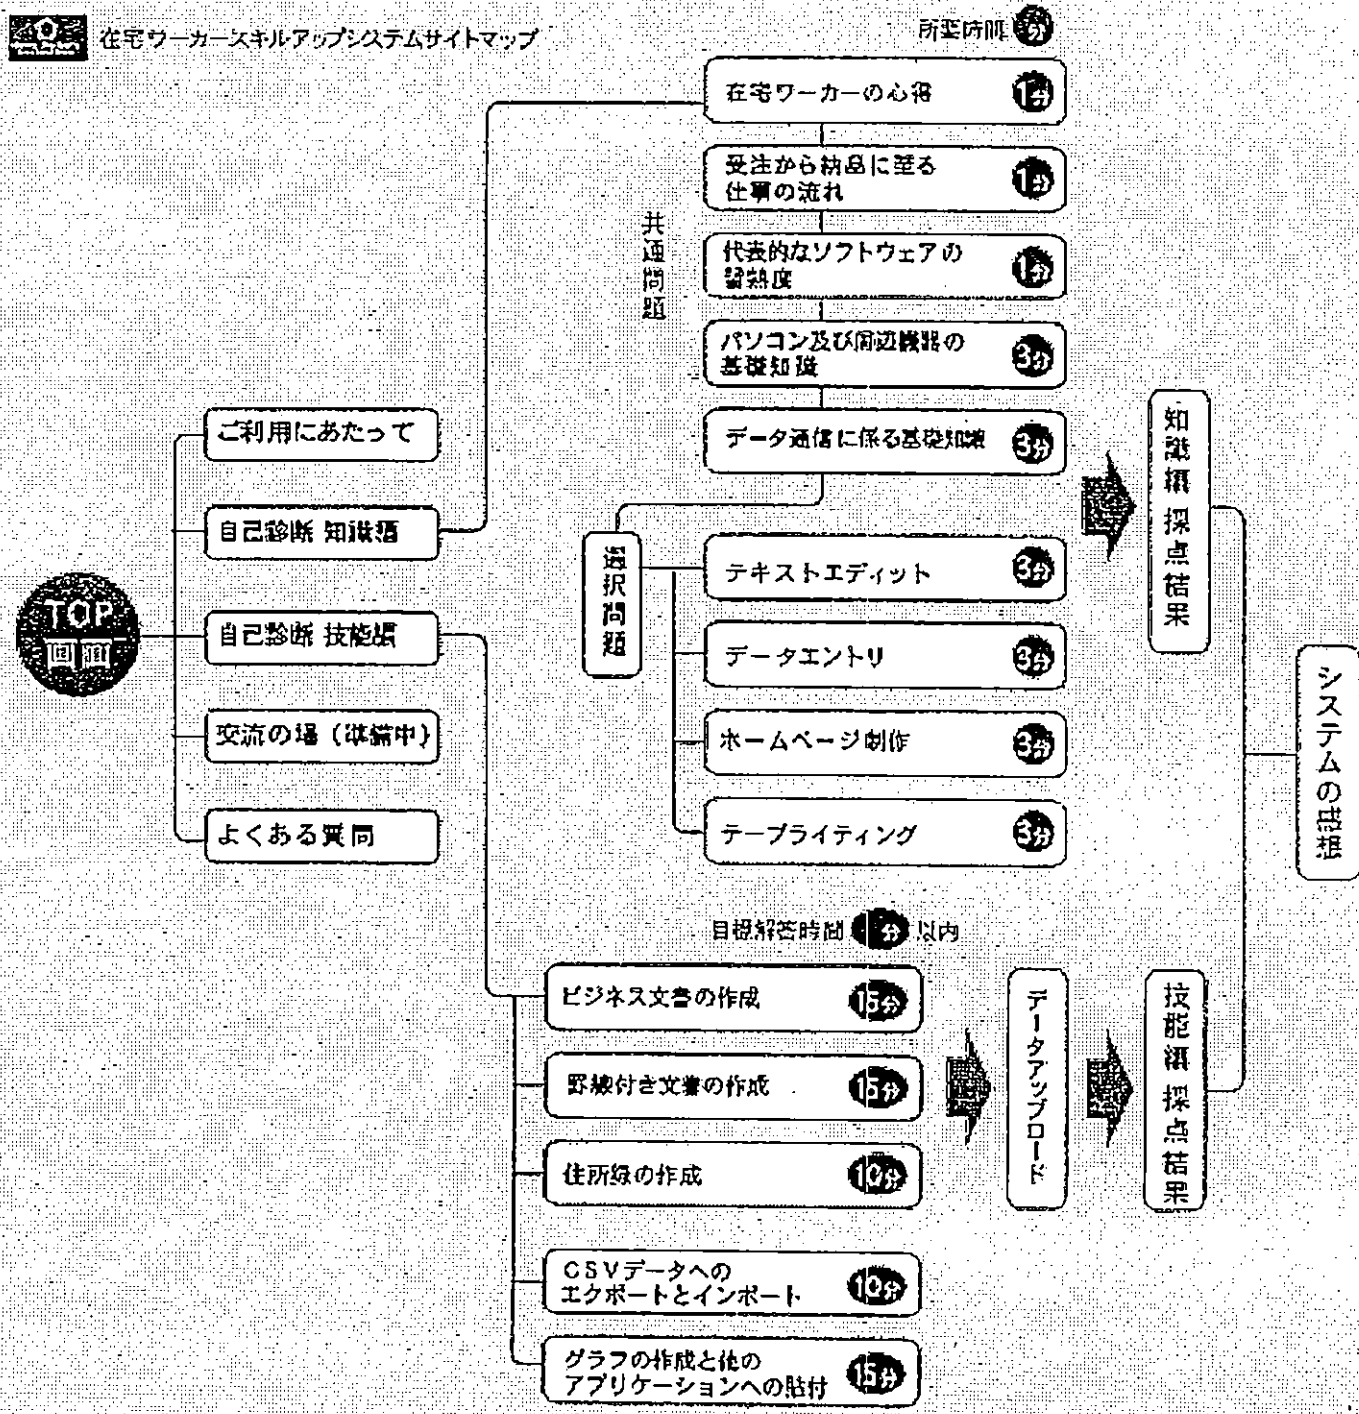 在宅ワーカースキルアップシステムサイトマップ
所要時間 分
在宅ワーカーの心得 1分
受注から納品に至る
仕事の流れ 1分
共通問題
代表的なソフトウェアの
習熟度 1分
パソコン及び周辺機器の
基礎知識 3分
データ通信に係る基礎知識 3分
選択問題
テキストエディット 3分
データエントリ 3分
ホームページ制作 3分
テープライティング 3分
知識編 採点結果
TOP
ご利用にあたって
自己診断 知識編
自己診断 技能編
交流の場（準備中）
よくある質問
目標解答時間 分 以内
ビジネス文書の作成 15分
罫線付き文書の作成 15分
住所録の作成 10分
CSVデータへの
エクポートとインポート 10分
グラフの作成と他の
アプリケーションへの貼付 15分
データアップロード
技能編 採点結果
システムの感想